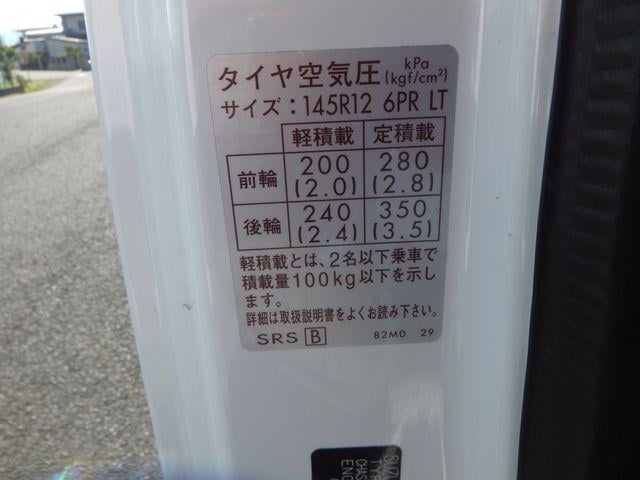 タイヤ空気圧 kPa (kgf/cm²)
サイズ：145R12 6PR LT
軽積載 定積載
前輪 200 (2.0) 280 (2.8)
後輪 240 (2.4) 350 (3.5)
軽積載とは、2名以下乗車で
積載量100kg以下を示し
ます。
詳細は取扱説明書をよくお読み下さい。
SRS B 82M0 29